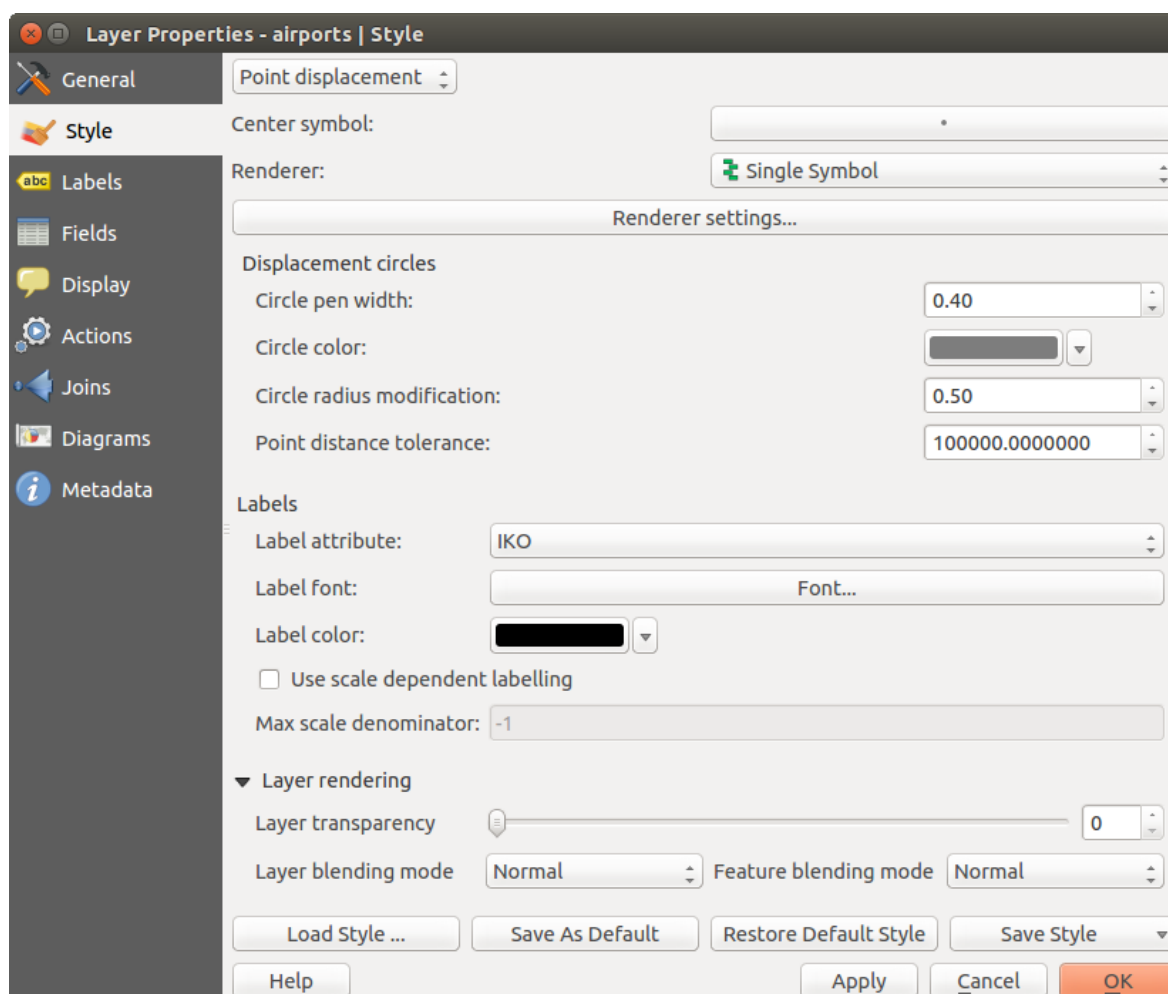 Layer Properties - airports | Style
General
Style
abc Labels
Fields
Display
Actions
Joins
Diagrams
i Metadata
Point displacement
Center symbol:
Renderer: Single Symbol
Renderer settings...
Displacement circles
Circle pen width: 0.40
Circle color:
Circle radius modification: 0.50
Point distance tolerance: 100000.0000000
Labels
Label attribute: IKO
Label font: Font...
Label color:
Use scale dependent labelling
Max scale denominator: -1
Layer rendering
Layer transparency 0
Layer blending mode Normal Feature blending mode Normal
Load Style ... Save As Default Restore Default Style Save Style
Help Apply Cancel OK